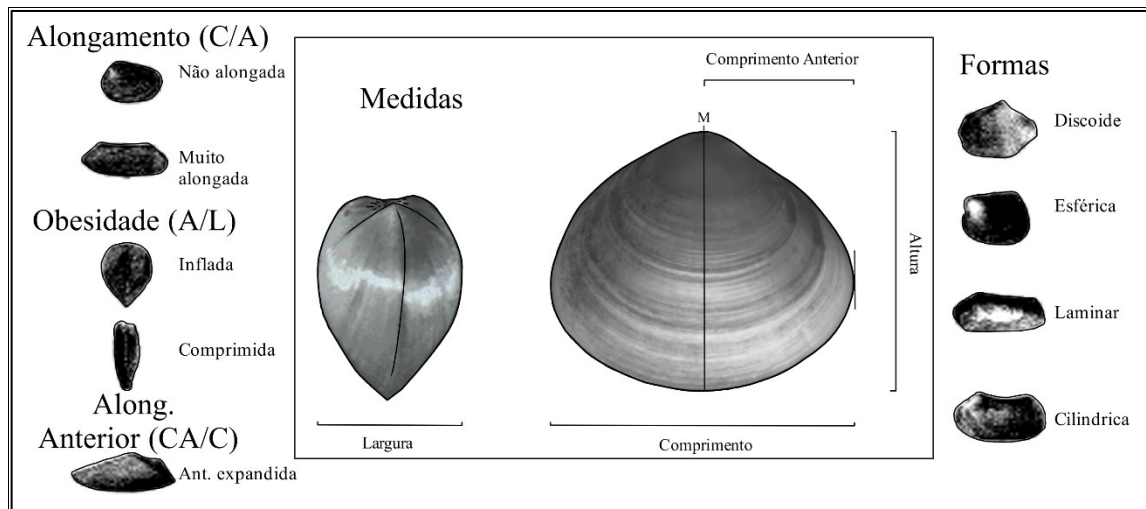 Alongamento (C/A)
Não alongada
Muito
alongada
Obesidade (A/L)
Inflada
Comprimida
Along.
Anterior (CA/C)
Ant. expandida
Medidas
Comprimento Anterior
M
Altura
Largura
Comprimento
Formas
Discoide
Esférica
Laminar
Cilindrica